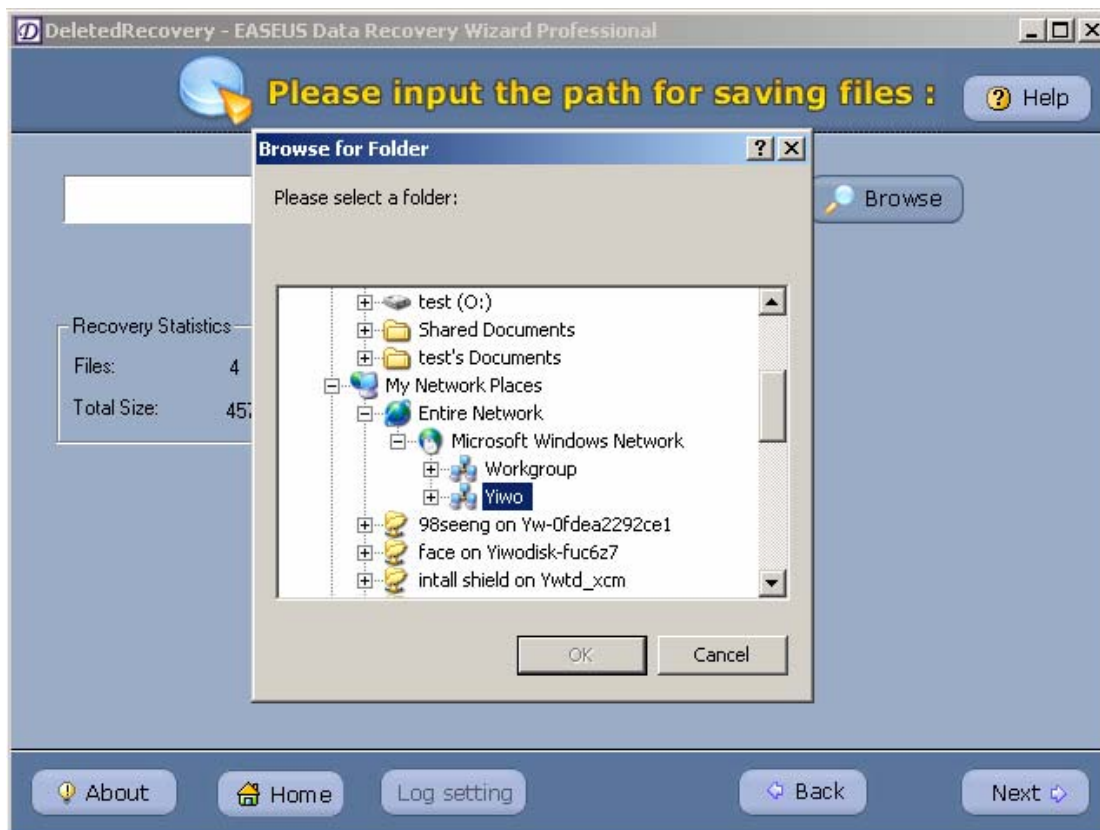 DeletedRecovery - EASEUS Data Recovery Wizard Professional
Please input the path for saving files :
Help
Browse for Folder
Please select a folder:
Browse
test (O:)
Shared Documents
test's Documents
My Network Places
Entire Network
Microsoft Windows Network
Workgroup
Yiwo
98seeng on Yw-0fdea2292ce1
face on Yiwodisk-fuc6z7
intall shield on Ywtd_xcm
Recovery Statistics
Files: 4
Total Size: 457
OK
Cancel
About
Home
Log setting
Back
Next